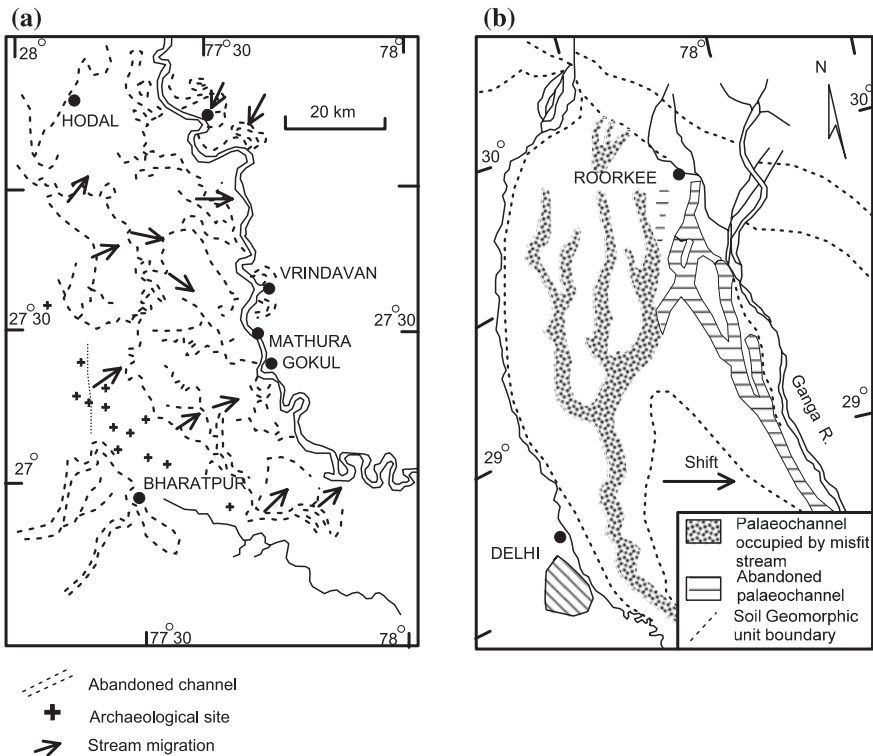 (a)
28°
77°30
78°
HODAL
20 km
VRINDAVAN
27°30
27°30
MATHURA
GOKUL
27°
BHARATPUR
77°30
78°
Abandoned channel
Archaeological site
Stream migration
(b)
78°
N
30°
30°
ROORKEE
Ganga R.
29°
29°
Shift
DELHI
Palaeochannel
occupied by misfit
stream
Abandoned
palaeochannel
Soil Geomorphic
unit boundary